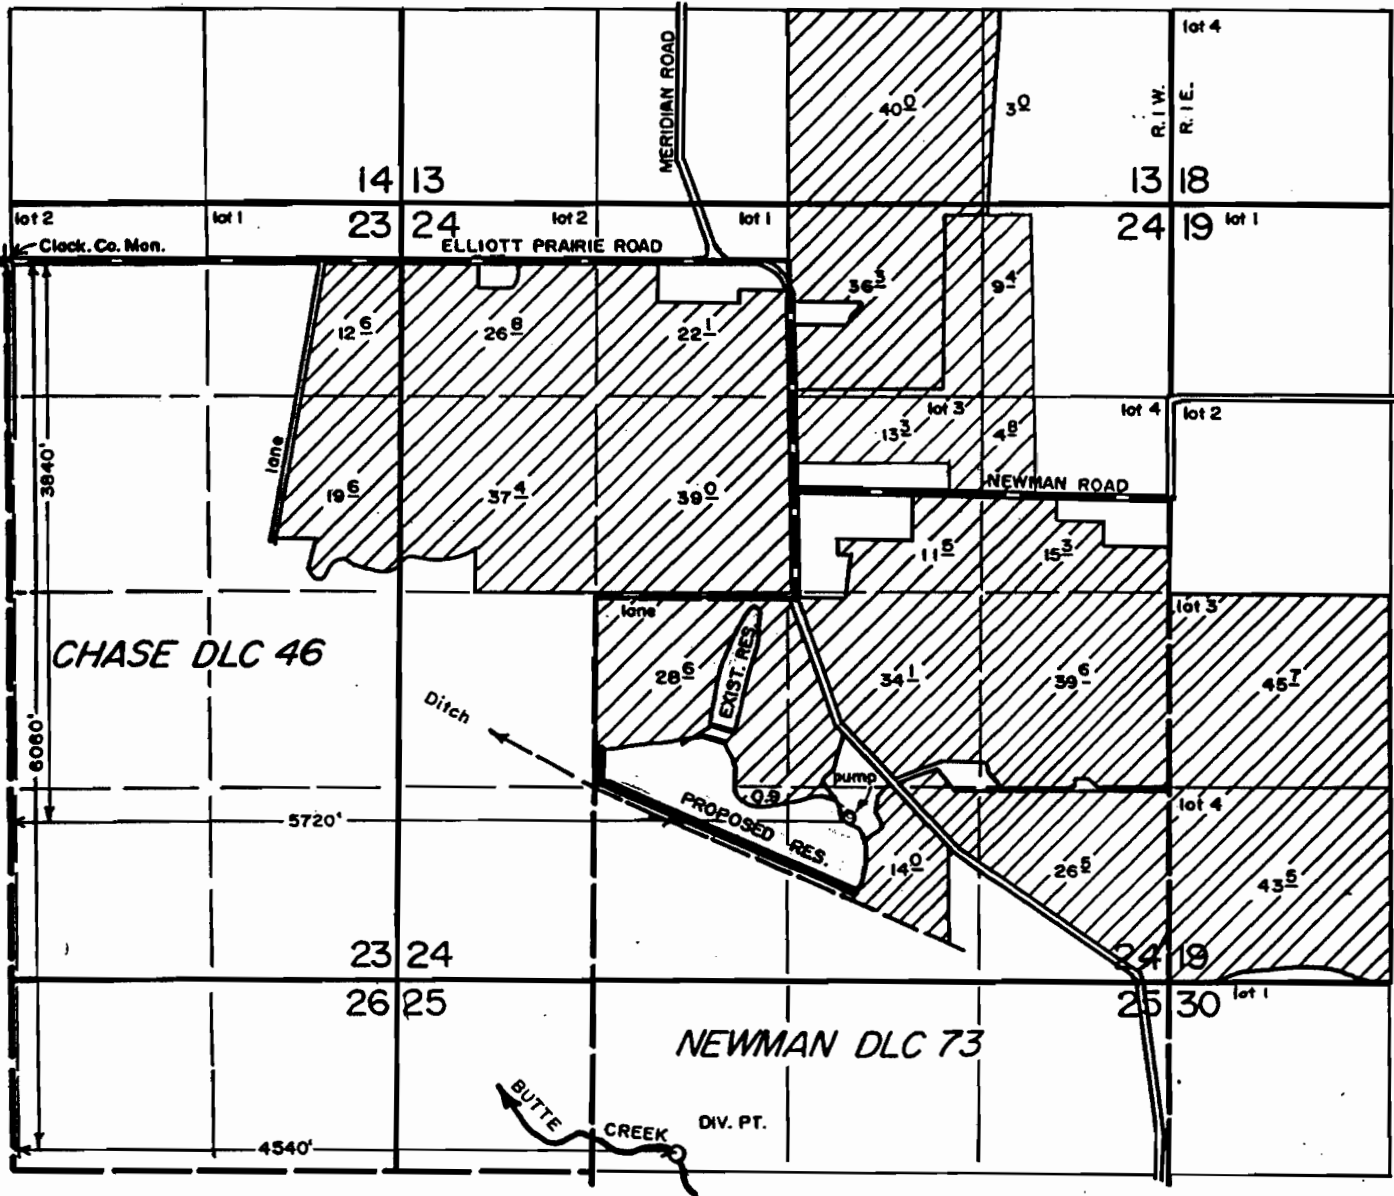 lot 4
MERIDIAN ROAD
40 0
3 0
R. 1 W.
R. 1 E.
14 13
13 18
lot 2
lot 1
23 24
lot 2
lot 1
24 19
lot 1
Clack. Co. Mon.
ELLIOTT PRAIRIE ROAD
36 3
9 4
12 6
26 8
22 1
lot 3
lot 4
lot 2
13 3
4 8
lane
3840'
19 6
37 4
39 0
NEWMAN ROAD
11 5
15 3
lane
lot 3
CHASE DLC 46
28 6
EXIST. RES.
34 1
39 6
45 7
Ditch
6060'
pump
0.9
PROPOSED RES.
lot 4
5720'
14 0
26 5
43 5
23 24
24 19
26 25
25 30
lot 1
NEWMAN DLC 73
BUTTE CREEK
DIV. PT.
4540'